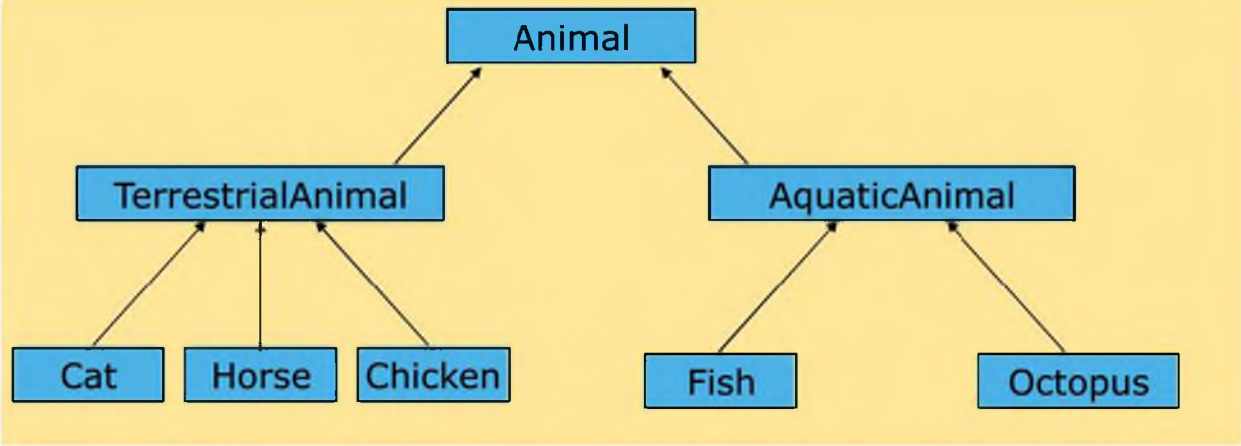 Animal
TerrestrialAnimal
AquaticAnimal
Cat
Horse
Chicken
Fish
Octopus